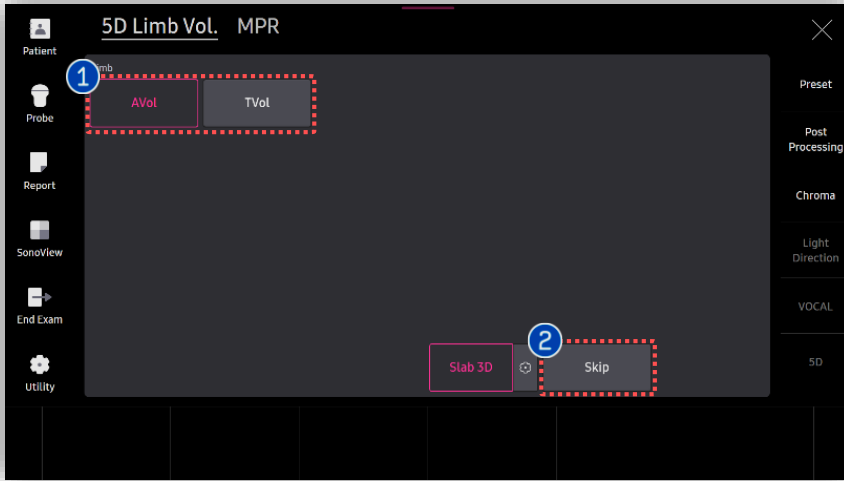 5D Limb Vol. MPR
Patient
Probe
Report
SonoView
End Exam
Utility
1
imb
AVol TVol
2
Slab 3D Skip
Preset
Post
Processing
Chroma
Light
Direction
VOCAL
5D